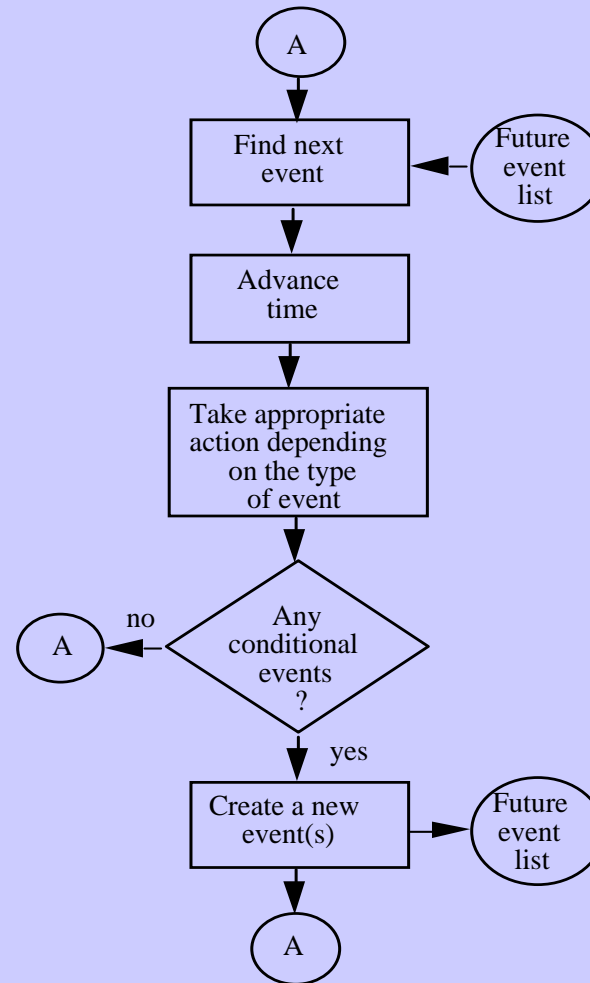 A
Find next
event
Future
event
list
Advance
time
Take appropriate
action depending
on the type
of event
Any
conditional
events
?
no
A
yes
Create a new
event(s)
Future
event
list
A